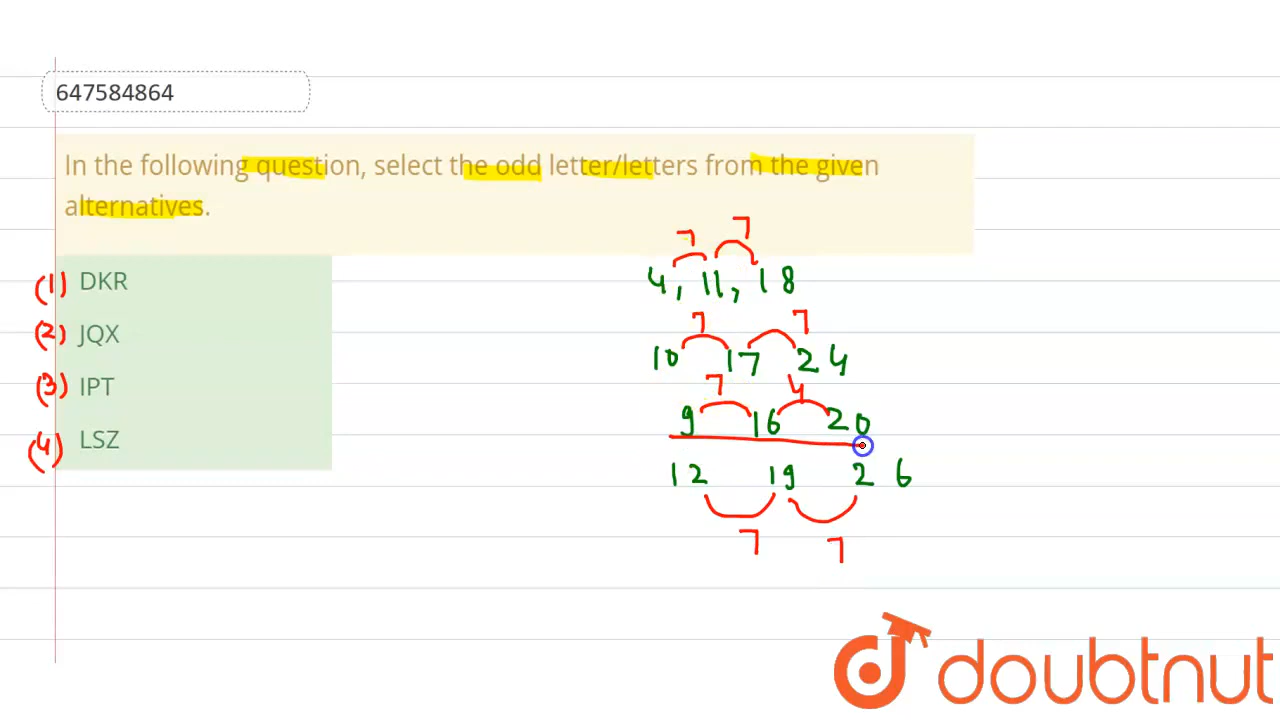 647584864
In the following question, select the odd letter/letters from the given
alternatives.
(1) DKR
(2) JQX
(3) IPT
(4) LSZ
7 7
4, 11, 18
7 7
10 17 24
7 4
9 16 20
12 19 26
7 7
doubtnut